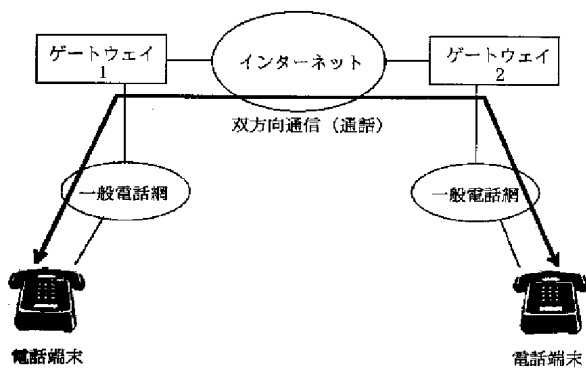 ゲートウェイ
1
インターネット
ゲートウェイ
2
双方向通信（通話）
一般電話網
一般電話網
電話端末
電話端末